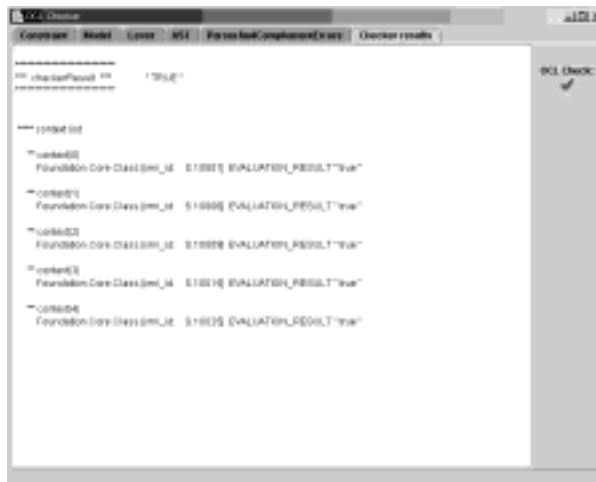 OCL Checker
Constraint Model Lexer AST Checker results
*** checkerResult *** "TRUE"
OCL Check:
**** context list
** context[0]
Foundation.Core.Class [xmi_id: EVALUATION_RESULT "true"
** context[1]
Foundation.Core.Class [xmi_id: EVALUATION_RESULT "true"
** context[2]
Foundation.Core.Class [xmi_id: EVALUATION_RESULT "true"
** context[3]
Foundation.Core.Class [xmi_id: EVALUATION_RESULT "true"
** context[4]
Foundation.Core.Class [xmi_id: EVALUATION_RESULT "true"